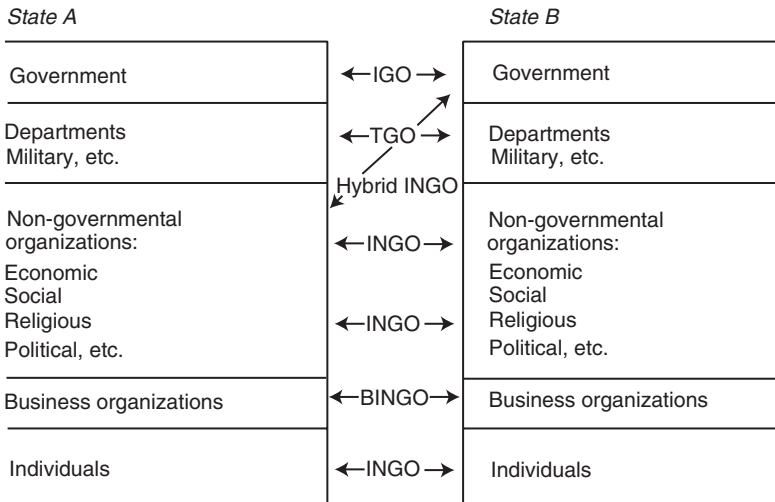 State A State B
Government IGO Government
Departments TGO Departments
Military, etc. Military, etc.
Hybrid INGO
Non-governmental Non-governmental
organizations: INGO organizations:
Economic Economic
Social Social
Religious INGO Religious
Political, etc. Political, etc.
Business organizations BINGO Business organizations
Individuals INGO Individuals